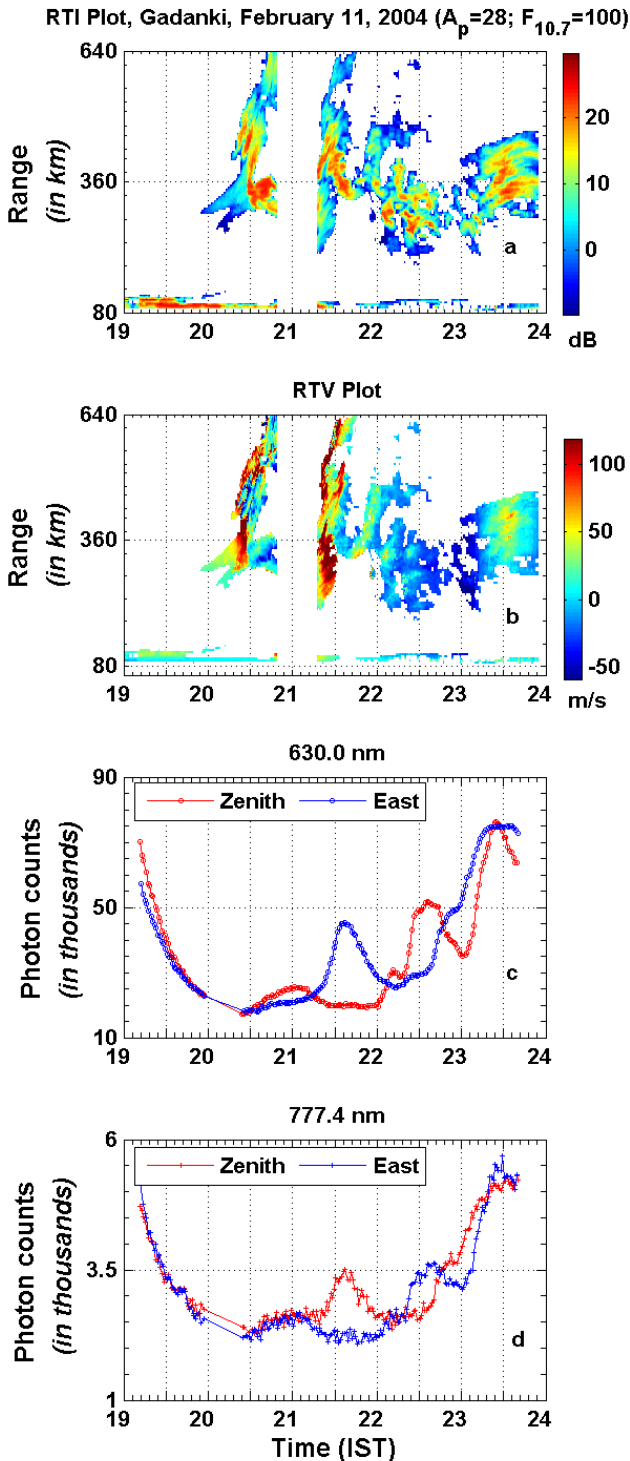 RTI Plot, Gadanki, February 11, 2004 (Aₚ=28; F₁₀.₇=100)
640
360
80
Range
(in km)
a
20
10
0
dB
19 20 21 22 23 24
RTV Plot
640
360
80
Range
(in km)
b
100
50
0
-50
m/s
19 20 21 22 23 24
630.0 nm
90
50
10
Photon counts
(in thousands)
Zenith East
c
19 20 21 22 23 24
777.4 nm
6
3.5
1
Photon counts
(in thousands)
Zenith East
d
19 20 21 22 23 24
Time (IST)